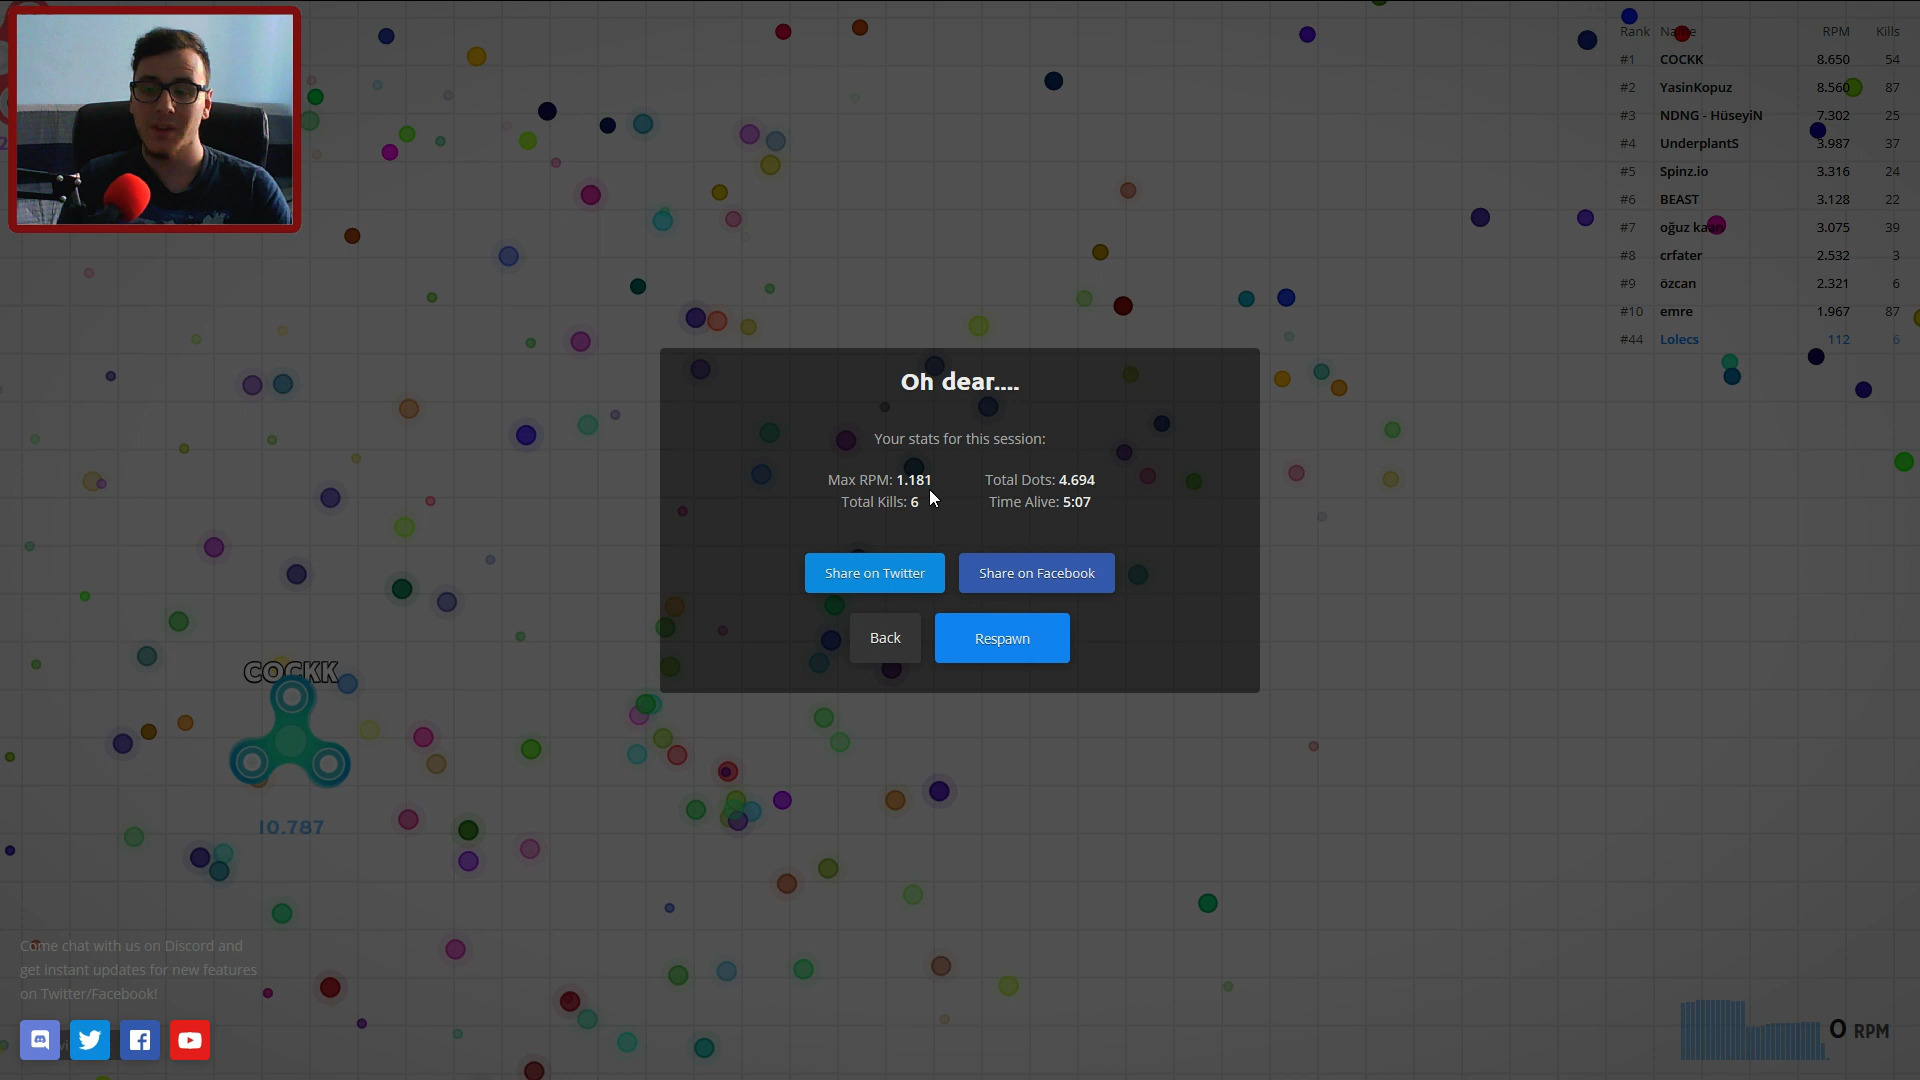 Rank Name RPM Kills
#1 COCKK 8.650 54
#2 YasinKopuz 8.560 87
#3 NDNG - HüseyiN 7.302 25
#4 UnderplantS 3.987 37
#5 Spinz.io 3.316 24
#6 BEAST 3.128 22
#7 oğuz kaan 3.075 39
#8 crfater 2.532 3
#9 özcan 2.321 6
#10 emre 1.967 87
#44 Lolecs 112 6
Oh dear....
Your stats for this session:
Max RPM: 1.181 Total Dots: 4.694
Total Kills: 6 Time Alive: 5:07
Share on Twitter Share on Facebook
Back Respawn
COCKK
10.787
Come chat with us on Discord and
get instant updates for new features
on Twitter/Facebook!
0 RPM